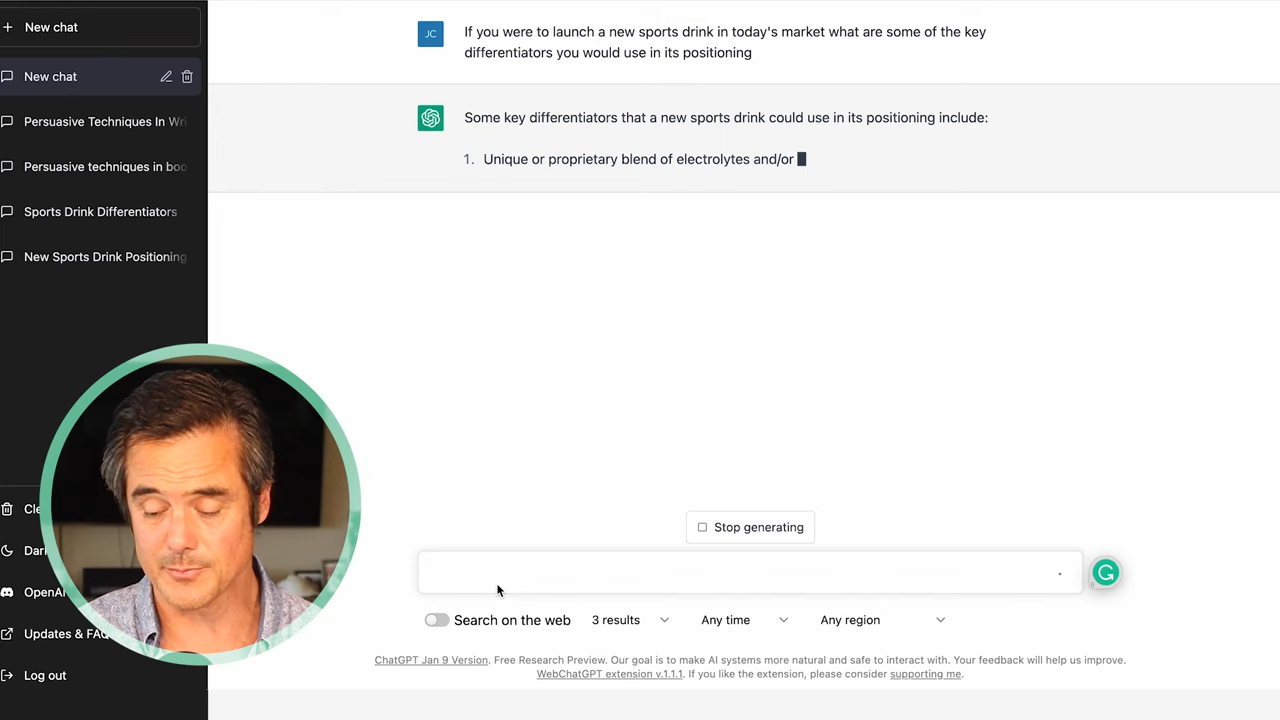 New chat
New chat
Persuasive Techniques In Wri
Persuasive techniques in boo
Sports Drink Differentiators
New Sports Drink Positioning
Cle
Dar
OpenAI
Updates & FAQ
Log out
JC
If you were to launch a new sports drink in today's market what are some of the key
differentiators you would use in its positioning
Some key differentiators that a new sports drink could use in its positioning include:
1. Unique or proprietary blend of electrolytes and/or
Stop generating
Search on the web 3 results Any time Any region
ChatGPT Jan 9 Version. Free Research Preview. Our goal is to make AI systems more natural and safe to interact with. Your feedback will help us improve.
WebChatGPT extension v.1.1.1. If you like the extension, please consider supporting me.